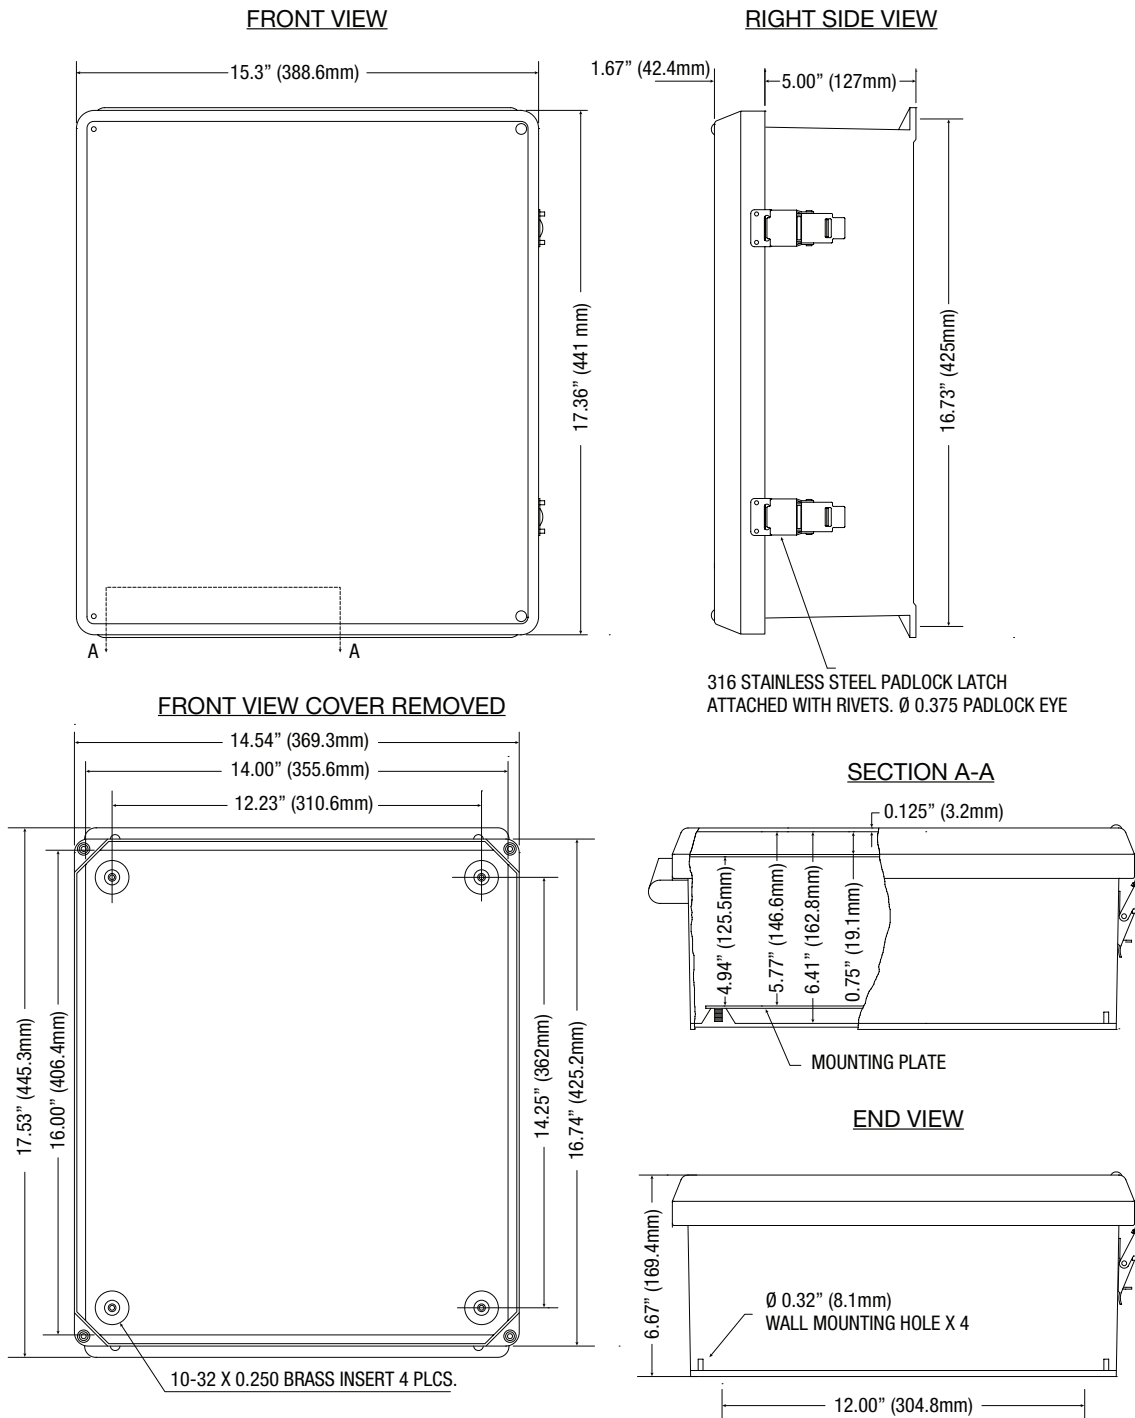 FRONT VIEW
RIGHT SIDE VIEW
15.3” (388.6mm)
1.67” (42.4mm)
5.00” (127mm)
17.36” (441 mm)
16.73” (425mm)
A
A
316 STAINLESS STEEL PADLOCK LATCH
ATTACHED WITH RIVETS. Ø 0.375 PADLOCK EYE
FRONT VIEW COVER REMOVED
14.54” (369.3mm)
14.00” (355.6mm)
12.23” (310.6mm)
17.53” (445.3mm)
16.00” (406.4mm)
14.25” (362mm)
16.74” (425.2mm)
10-32 X 0.250 BRASS INSERT 4 PLCS.
SECTION A-A
0.125” (3.2mm)
4.94” (125.5mm)
5.77” (146.6mm)
6.41” (162.8mm)
0.75” (19.1mm)
MOUNTING PLATE
END VIEW
6.67” (169.4mm)
Ø 0.32” (8.1mm)
WALL MOUNTING HOLE X 4
12.00” (304.8mm)